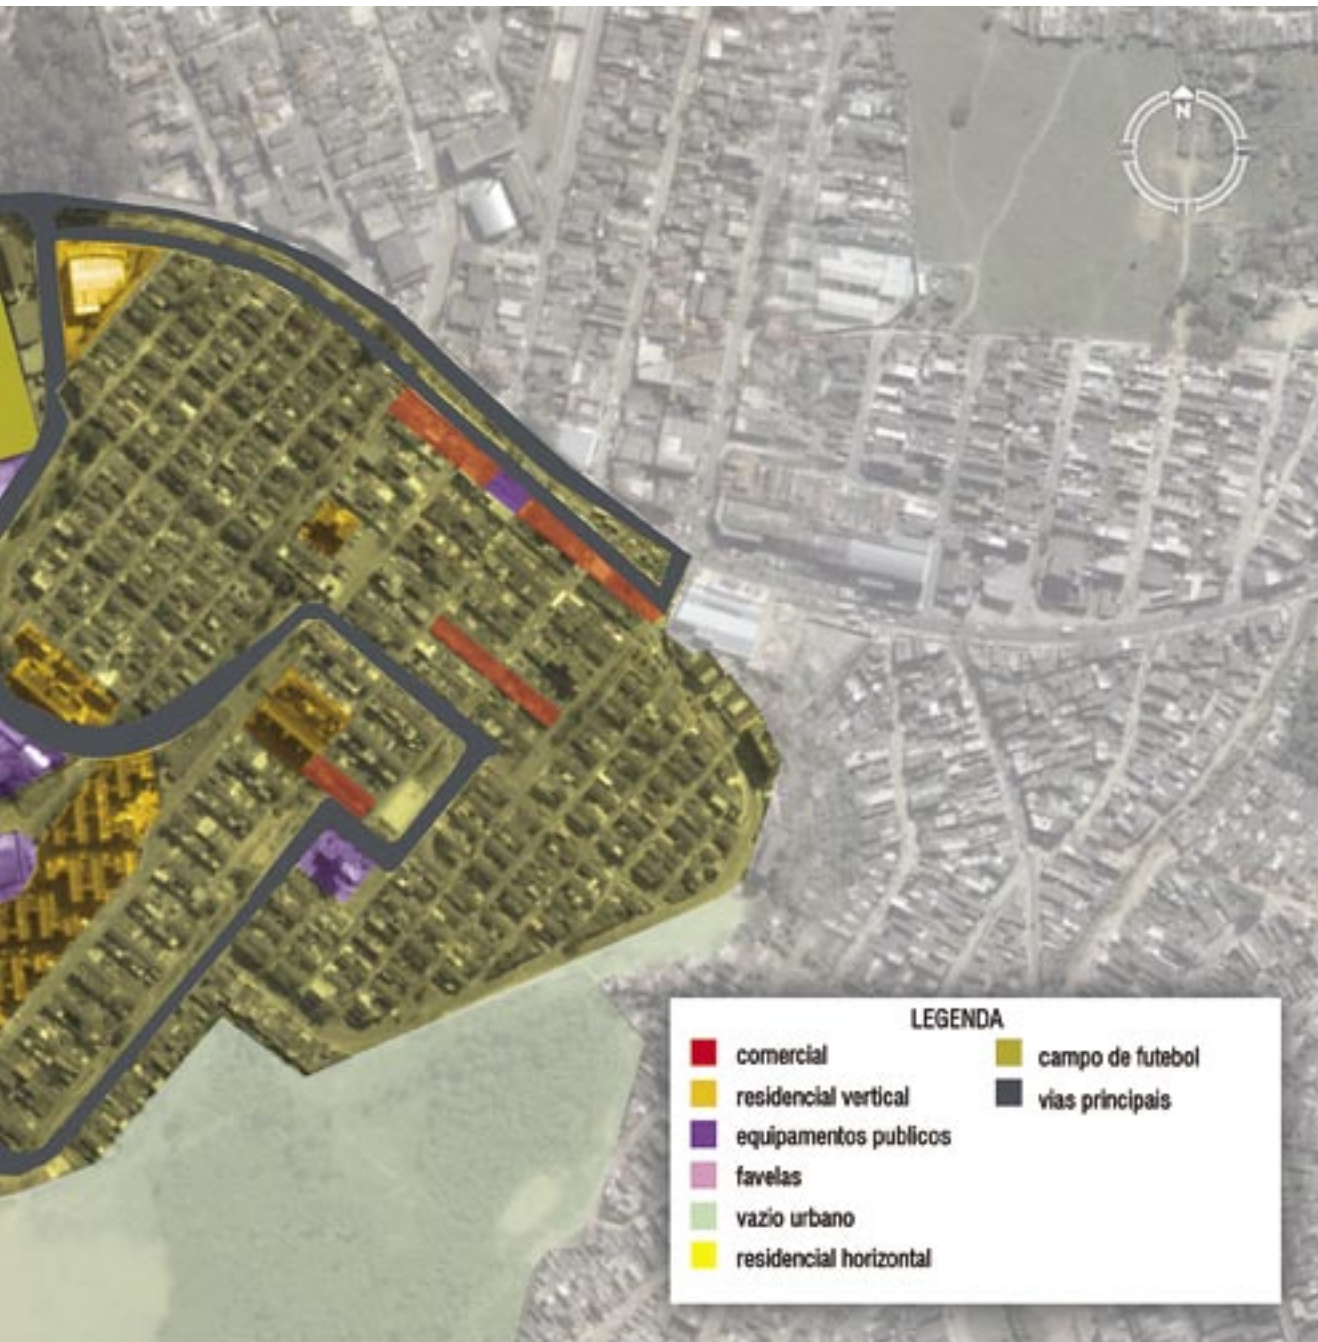 N
LEGENDA
comercial
residencial vertical
equipamentos publicos
favelas
vazio urbano
residencial horizontal
campo de futebol
vias principais